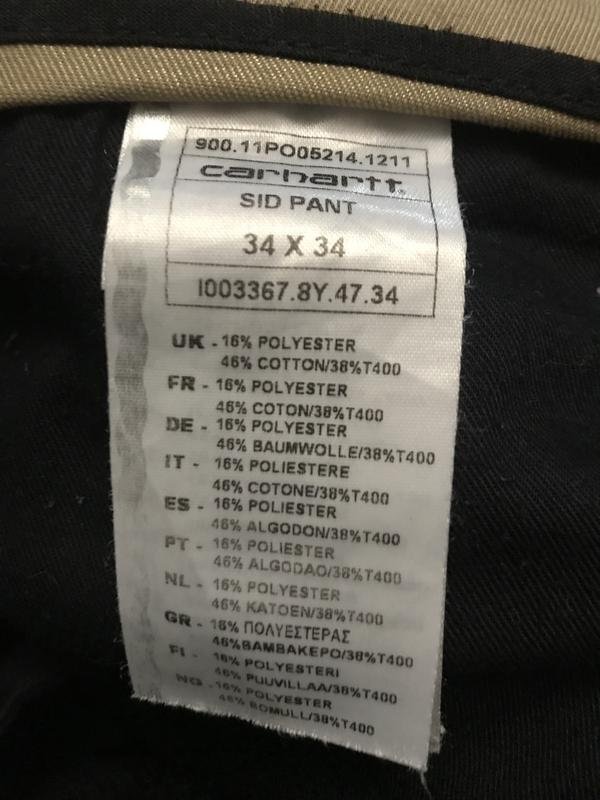 900.11PO05214.1211
carhartt.
SID PANT
34 X 34
I003367.8Y.47.34
UK - 16% POLYESTER
46% COTTON/38%T400
FR - 16% POLYESTER
46% COTON/38%T400
DE - 16% POLYESTER
46% BAUMWOLLE/38%T400
IT - 16% POLIESTERE
46% COTONE/38%T400
ES - 16% POLIESTER
46% ALGODON/38%T400
PT - 16% POLIESTER
46% ALGODAO/38%T400
NL - 16% POLYESTER
46% KATOEN/38%T400
GR - 16% ΠΟΛΥΕΣΤΕΡΑΣ
46%ΒΑΜΒΑΚΕΡΟ/38%T400
FI - 16% POLYESTERI
46% PUUVILLAA/38%T400
NG - 16% POLYESTER
46% BOMULL/38%T400